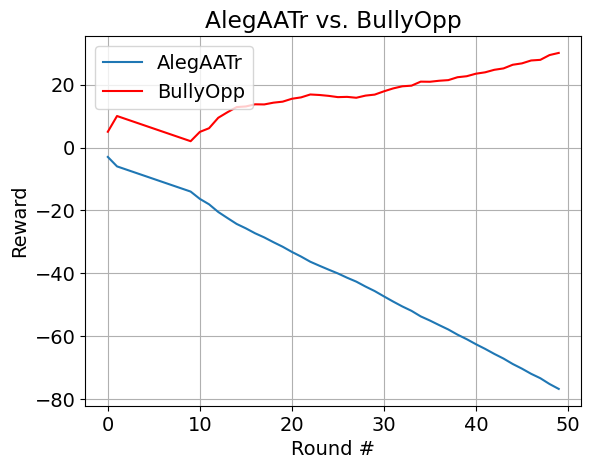 AlegAATr vs. BullyOpp
AlegAATr
BullyOpp
20
0
−20
−40
−60
−80
Reward
0 10 20 30 40 50
Round #